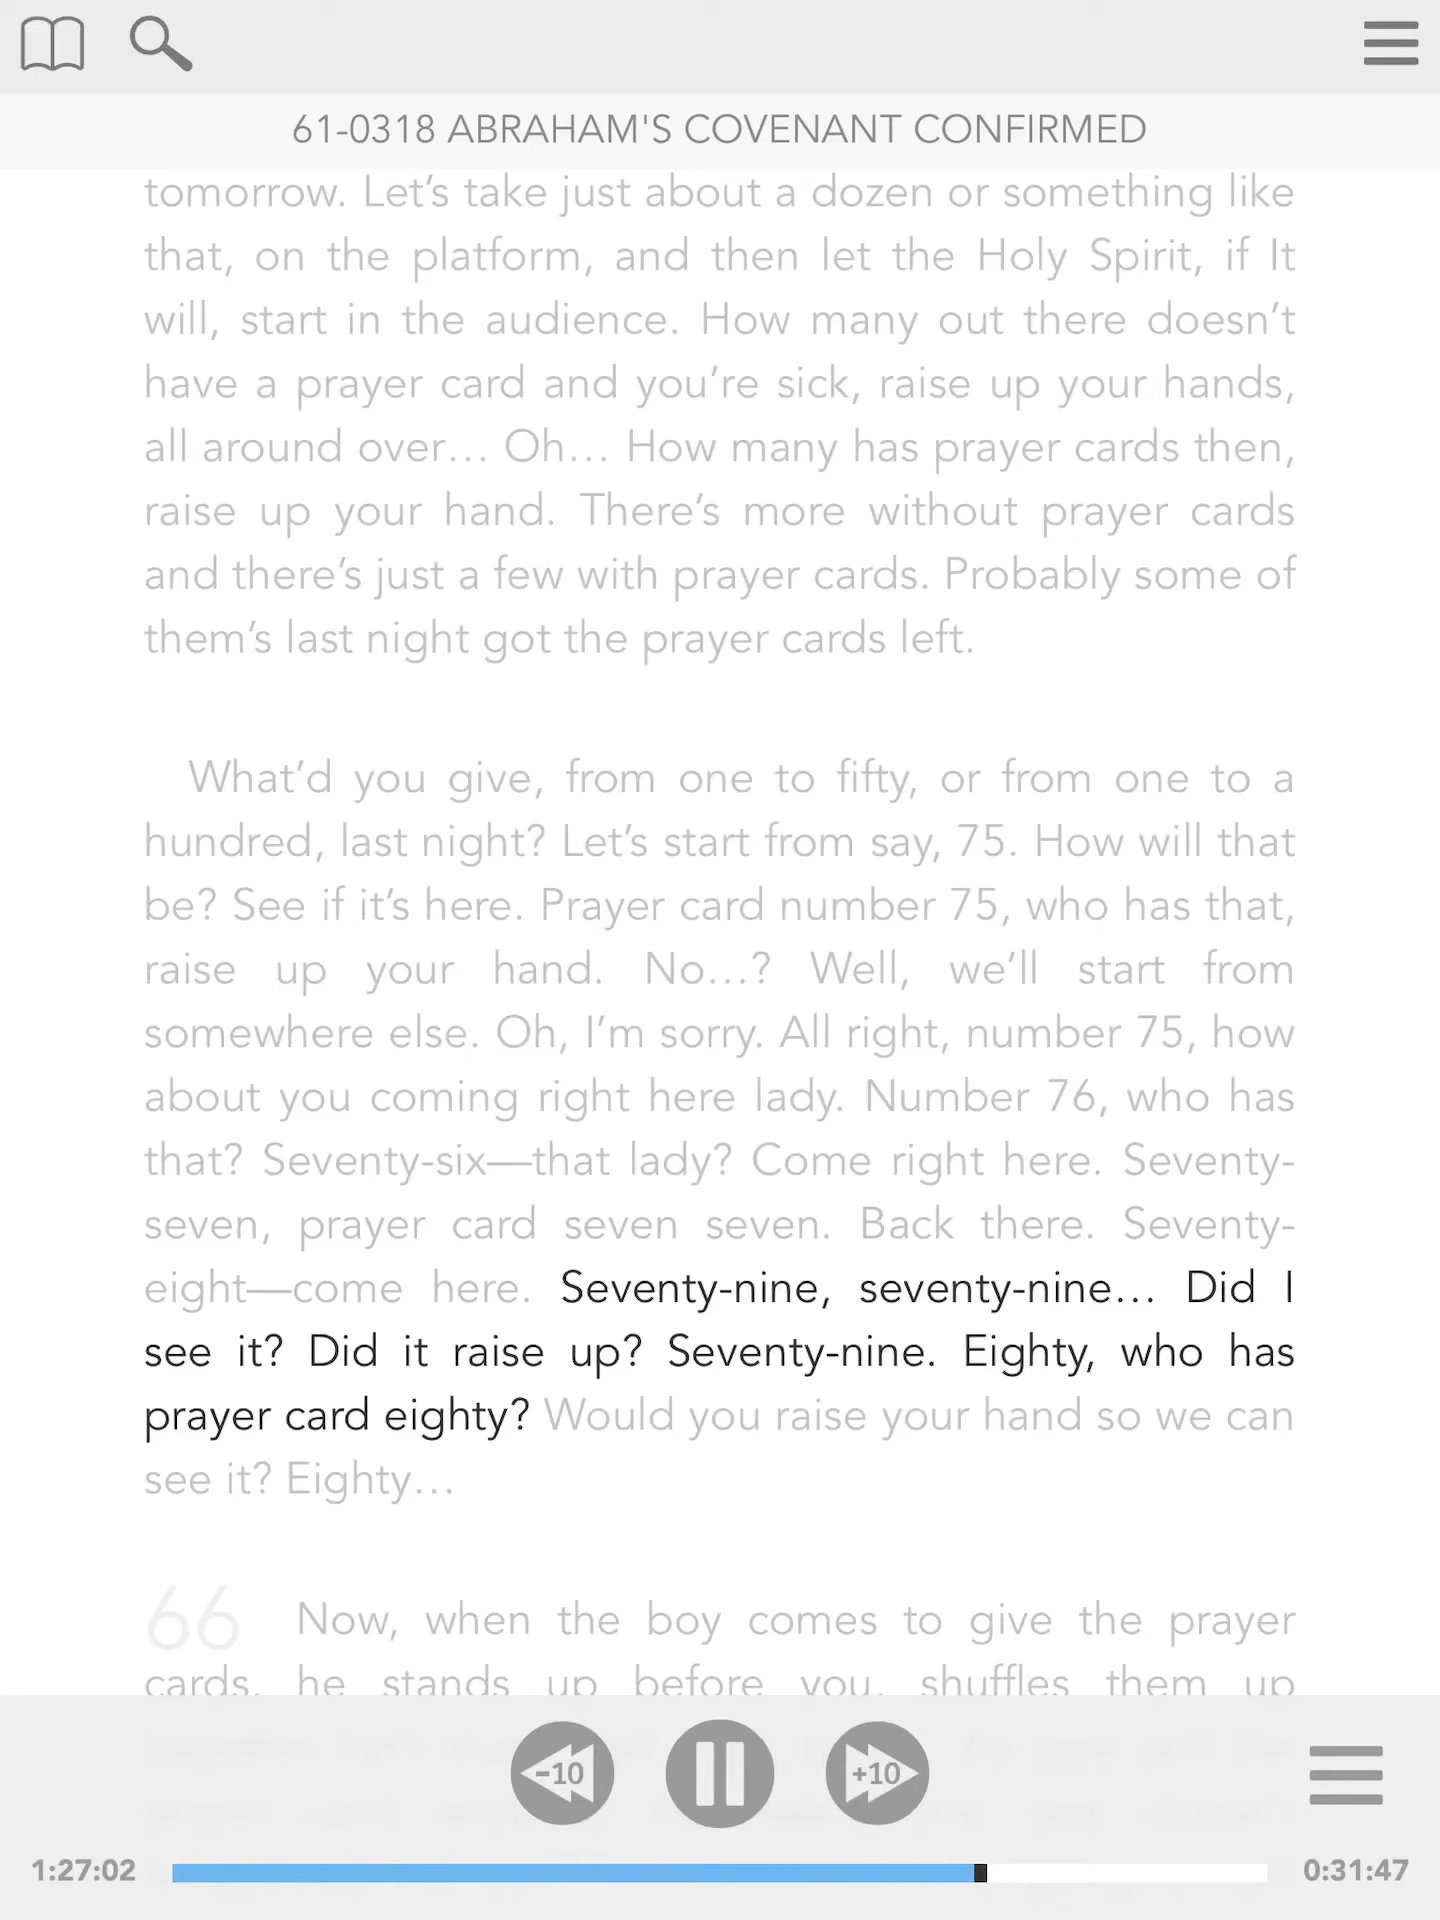 61-0318 ABRAHAM'S COVENANT CONFIRMED
tomorrow. Let’s take just about a dozen or something like
that, on the platform, and then let the Holy Spirit, if It
will, start in the audience. How many out there doesn’t
have a prayer card and you’re sick, raise up your hands,
all around over… Oh… How many has prayer cards then,
raise up your hand. There’s more without prayer cards
and there’s just a few with prayer cards. Probably some of
them’s last night got the prayer cards left.
What’d you give, from one to fifty, or from one to a
hundred, last night? Let’s start from say, 75. How will that
be? See if it’s here. Prayer card number 75, who has that,
raise up your hand. No…? Well, we’ll start from
somewhere else. Oh, I’m sorry. All right, number 75, how
about you coming right here lady. Number 76, who has
that? Seventy-six—that lady? Come right here. Seventy-
seven, prayer card seven seven. Back there. Seventy-
eight—come here. Seventy-nine, seventy-nine… Did I
see it? Did it raise up? Seventy-nine. Eighty, who has
prayer card eighty? Would you raise your hand so we can
see it? Eighty…
66 Now, when the boy comes to give the prayer
cards, he stands up before you, shuffles them up
-10 +10
1:27:02 0:31:47